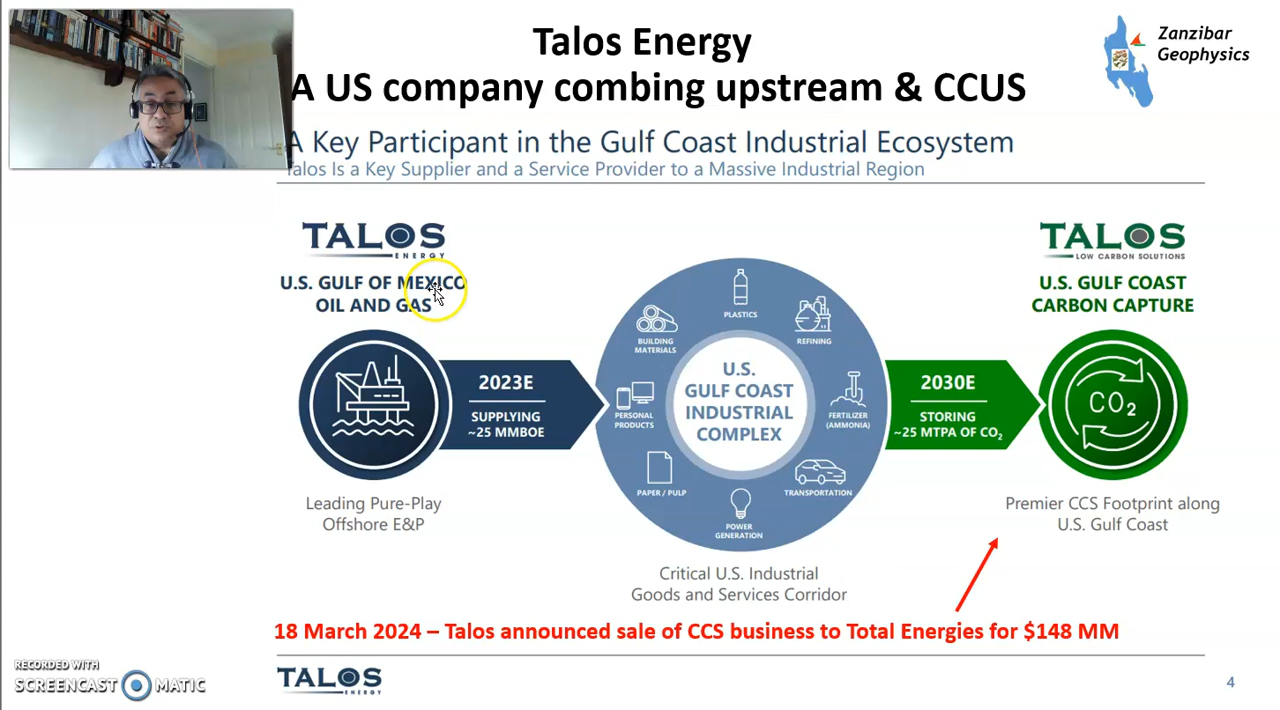 Talos Energy
A US company combing upstream & CCUS
Zanzibar
Geophysics
A Key Participant in the Gulf Coast Industrial Ecosystem
Talos Is a Key Supplier and a Service Provider to a Massive Industrial Region
TALOS
ENERGY
U.S. GULF OF MEXICO
OIL AND GAS
2023E
SUPPLYING
~25 MMBOE
Leading Pure-Play
Offshore E&P
PLASTICS
REFINING
FERTILIZER
(AMMONIA)
TRANSPORTATION
POWER
GENERATION
PAPER / PULP
PERSONAL
PRODUCTS
BUILDING
MATERIALS
U.S.
GULF COAST
INDUSTRIAL
COMPLEX
Critical U.S. Industrial
Goods and Services Corridor
2030E
STORING
~25 MTPA OF CO₂
TALOS
LOW CARBON SOLUTIONS
U.S. GULF COAST
CARBON CAPTURE
CO₂
Premier CCS Footprint along
U.S. Gulf Coast
18 March 2024 – Talos announced sale of CCS business to Total Energies for $148 MM
RECORDED WITH
SCREENCAST MATIC
TALOS
ENERGY
4